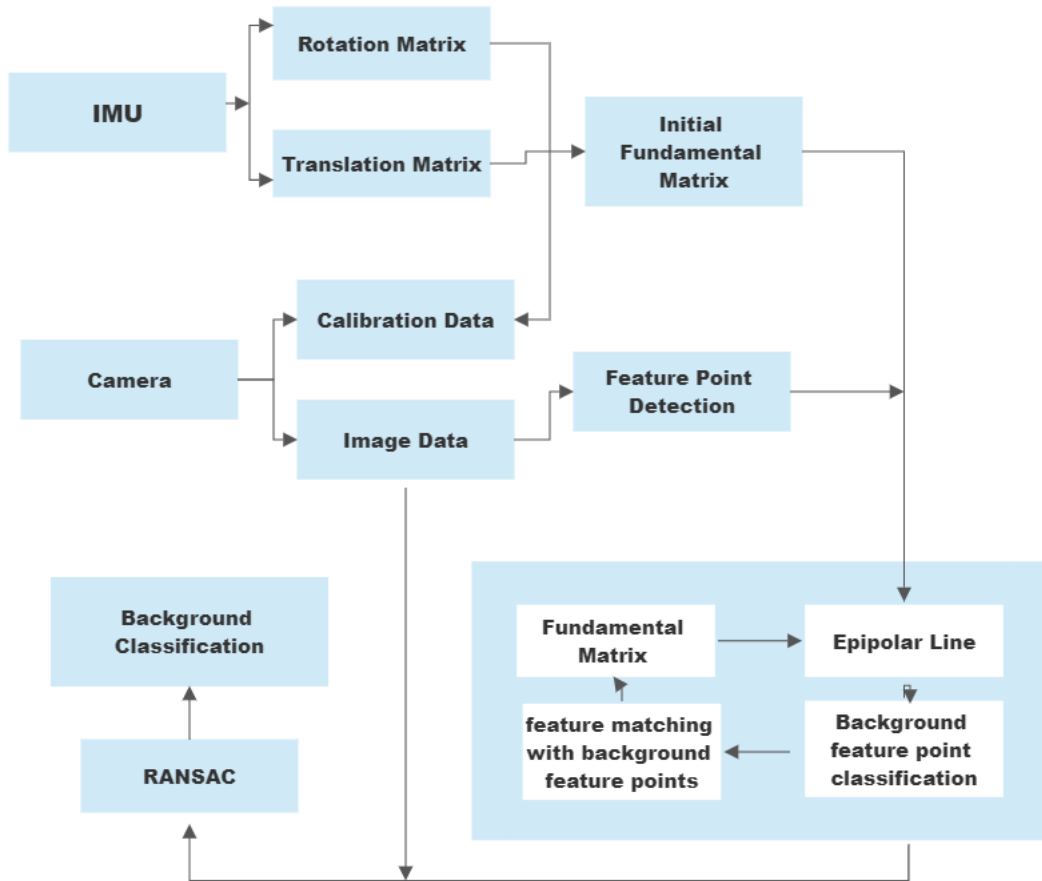 Rotation Matrix
IMU
Translation Matrix
Initial
Fundamental
Matrix
Calibration Data
Camera
Image Data
Feature Point
Detection
Background
Classification
RANSAC
Fundamental
Matrix
Epipolar Line
feature matching
with background
feature points
Background
feature point
classification